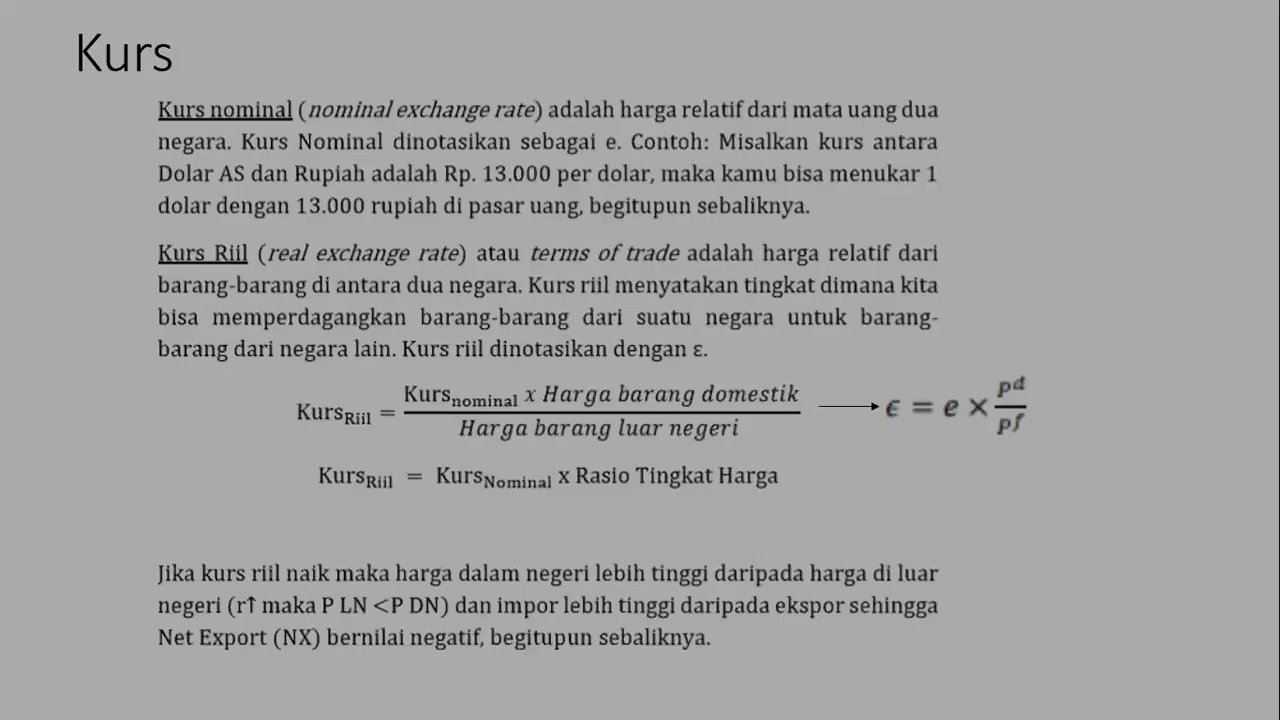 Kurs
Kurs nominal (nominal exchange rate) adalah harga relatif dari mata uang dua
negara. Kurs Nominal dinotasikan sebagai e. Contoh: Misalkan kurs antara
Dolar AS dan Rupiah adalah Rp. 13.000 per dolar, maka kamu bisa menukar 1
dolar dengan 13.000 rupiah di pasar uang, begitupun sebaliknya.
Kurs Riil (real exchange rate) atau terms of trade adalah harga relatif dari
barang-barang di antara dua negara. Kurs riil menyatakan tingkat dimana kita
bisa memperdagangkan barang-barang dari suatu negara untuk barang-
barang dari negara lain. Kurs riil dinotasikan dengan ε.
Kurs_Riil = (Kurs_nominal x Harga barang domestik) / (Harga barang luar negeri) → ϵ = e × pd/pf
Kurs_Riil = Kurs_Nominal x Rasio Tingkat Harga
Jika kurs riil naik maka harga dalam negeri lebih tinggi daripada harga di luar
negeri (r↑ maka P LN <P DN) dan impor lebih tinggi daripada ekspor sehingga
Net Export (NX) bernilai negatif, begitupun sebaliknya.